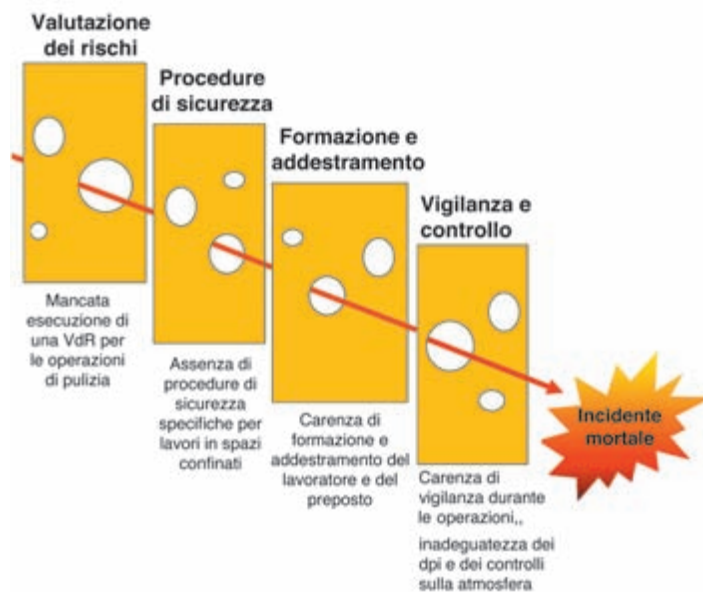 Valutazione
dei rischi
Mancata
esecuzione di
una VdR per
le operazioni
di pulizia
Procedure
di sicurezza
Assenza di
procedure di
sicurezza
specifiche per
lavori in spazi
confinati
Formazione e
addestramento
Carenza di
formazione e
addestramento del
lavoratore e del
preposto
Vigilanza e
controllo
Carenza di
vigilanza durante
le operazioni,,
inadeguatezza dei
dpi e dei controlli
sulla atmosfera
Incidente
mortale